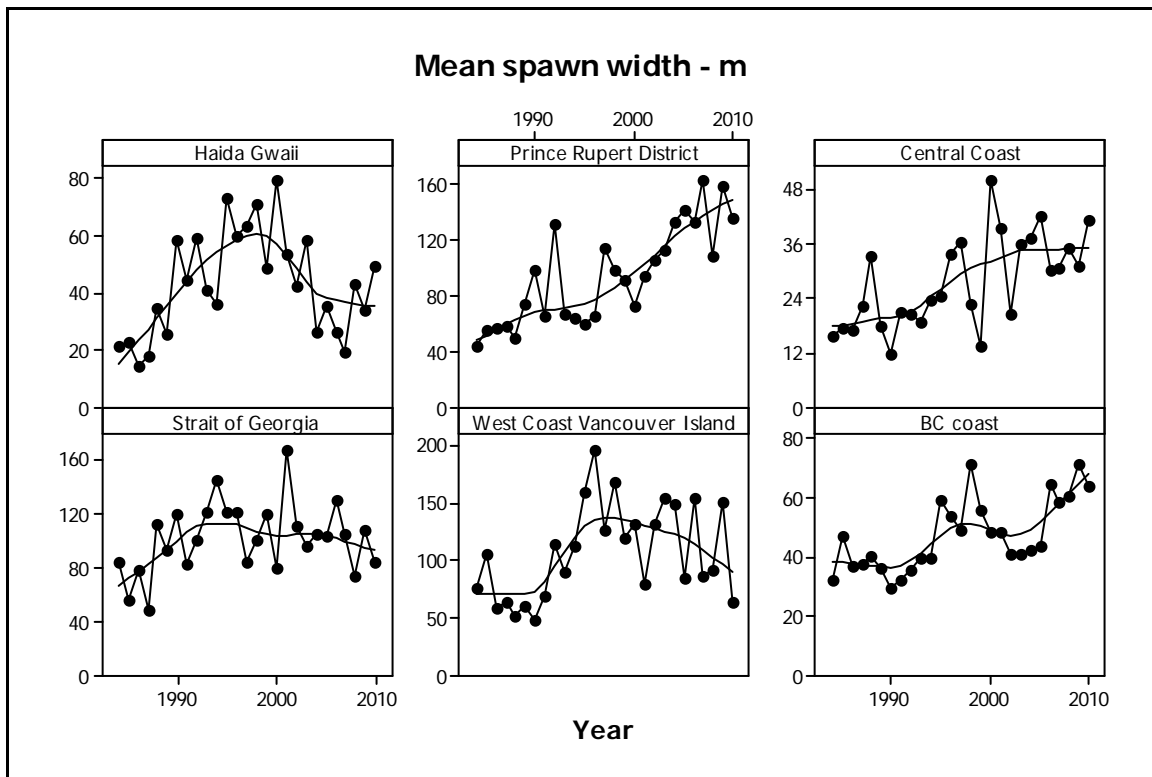 Mean spawn width - m
1990 2000 2010
Haida Gwaii Prince Rupert District Central Coast
80 160 48
60 120 36
40 80 24
20 40 12
0 0 0
Strait of Georgia West Coast Vancouver Island BC coast
160 200 80
120 150 60
80 100 40
40 50 20
0 0 0
1990 2000 2010 1990 2000 2010
Year